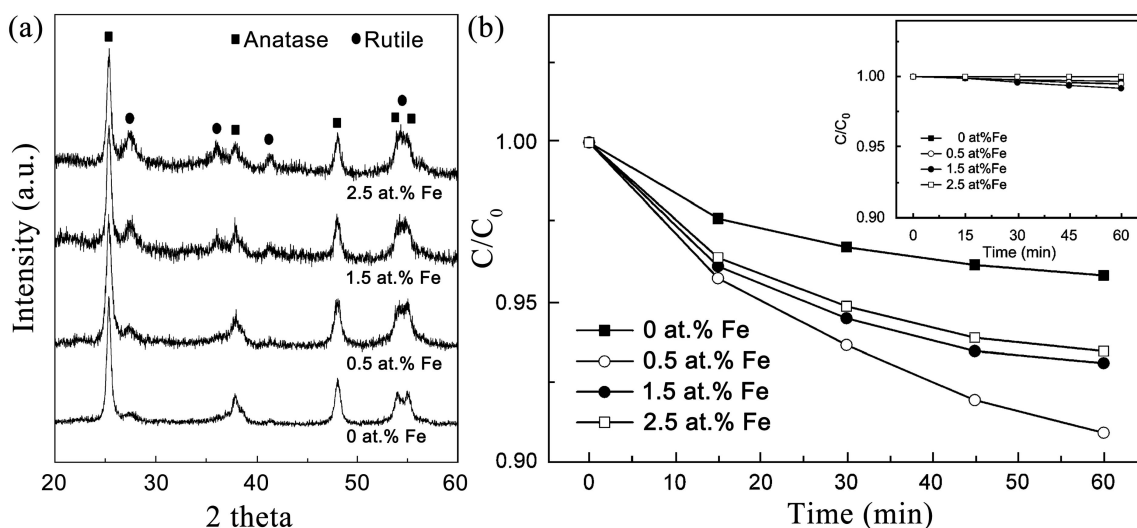 (a)
Anatase
Rutile
2.5 at.% Fe
1.5 at.% Fe
0.5 at.% Fe
0 at.% Fe
Intensity (a.u.)
20 30 40 50 60
2 theta
(b)
1.00
0.95
0.90
C/C0
0 at.% Fe
0.5 at.% Fe
1.5 at.% Fe
2.5 at.% Fe
0 10 20 30 40 50 60
Time (min)
1.00
0.95
0.90
C/C0
0 at%Fe
0.5 at%Fe
1.5 at%Fe
2.5 at%Fe
0 15 30 45 60
Time (min)